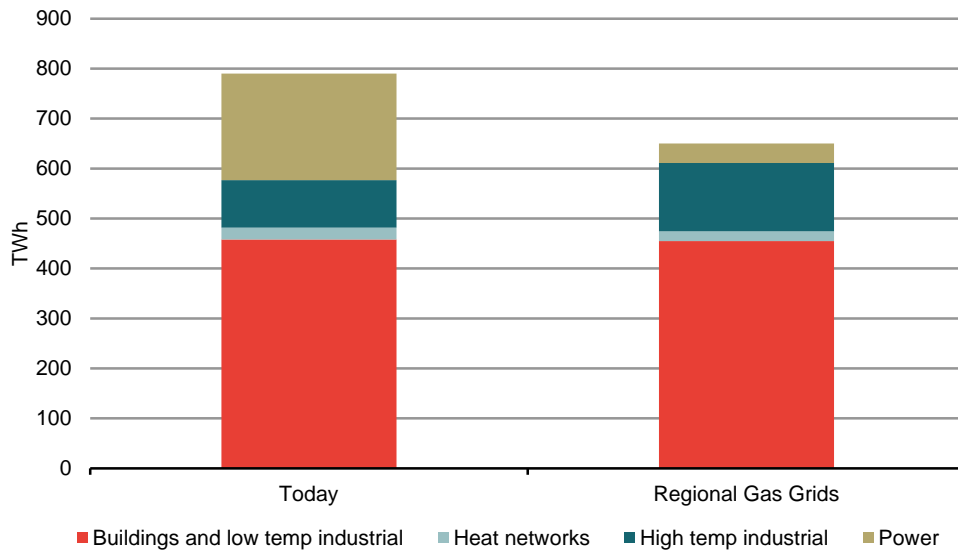 900
800
700
600
500
400
300
200
100
0
TWh
Today
Regional Gas Grids
Buildings and low temp industrial
Heat networks
High temp industrial
Power